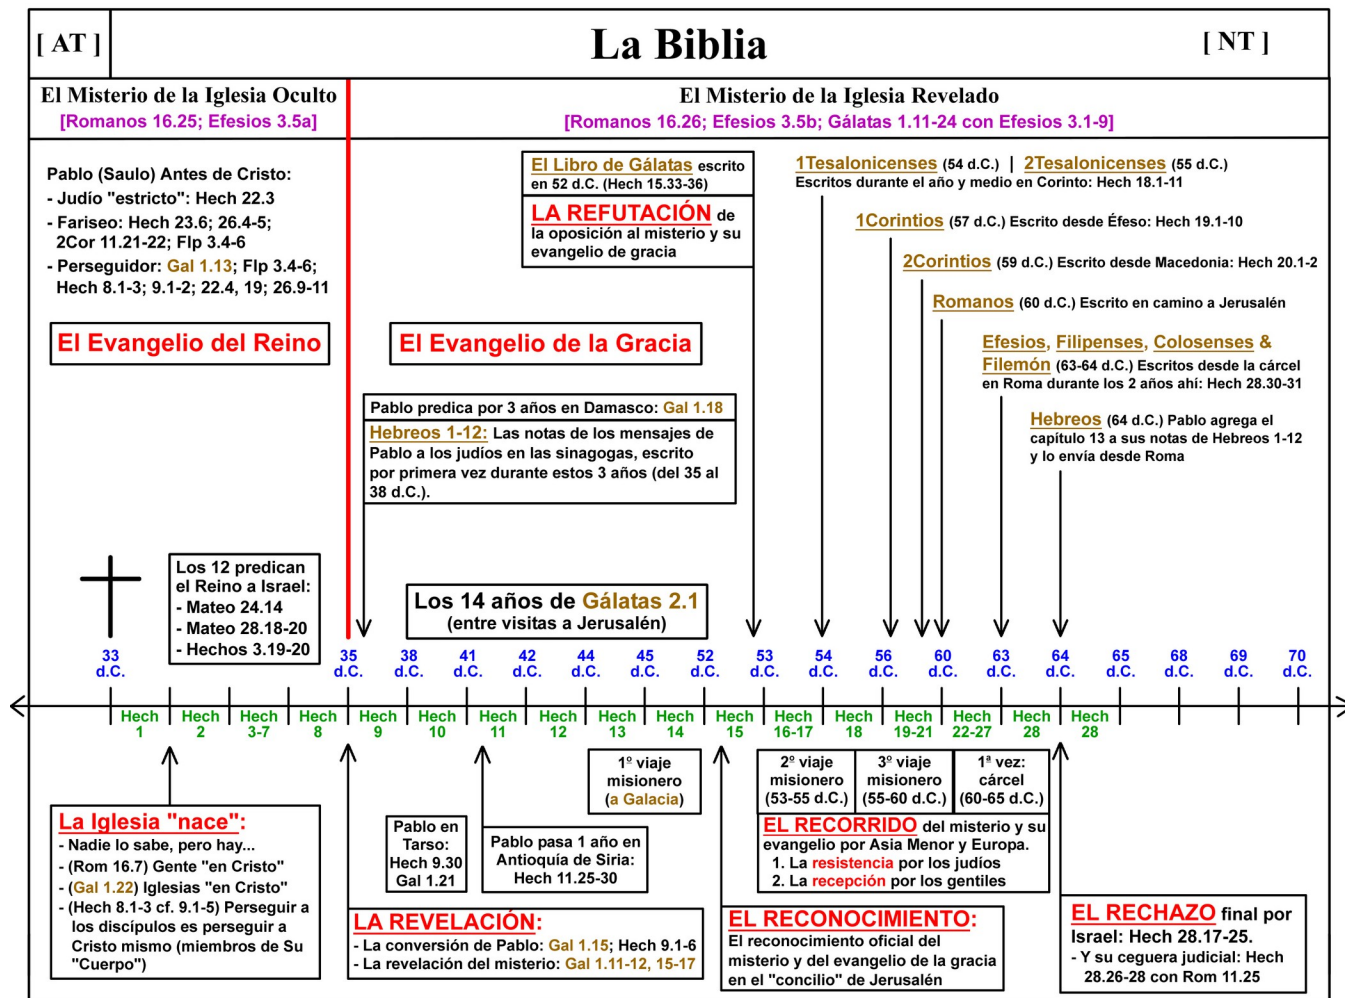 [ AT ]
La Biblia
[ NT ]
El Misterio de la Iglesia Oculto
[Romanos 16.25; Efesios 3.5a]
El Misterio de la Iglesia Revelado
[Romanos 16.26; Efesios 3.5b; Gálatas 1.11-24 con Efesios 3.1-9]
Pablo (Saulo) Antes de Cristo:
- Judío "estricto": Hech 22.3
- Fariseo: Hech 23.6; 26.4-5;
2Cor 11.21-22; Flp 3.4-6
- Perseguidor: Gal 1.13; Flp 3.4-6;
Hech 8.1-3; 9.1-2; 22.4, 19; 26.9-11
El Libro de Gálatas escrito
en 52 d.C. (Hech 15.33-36)
LA REFUTACIÓN de
la oposición al misterio y su
evangelio de gracia
1Tesalonicenses (54 d.C.) | 2Tesalonicenses (55 d.C.)
Escritos durante el año y medio en Corinto: Hech 18.1-11
1Corintios (57 d.C.) Escrito desde Éfeso: Hech 19.1-10
2Corintios (59 d.C.) Escrito desde Macedonia: Hech 20.1-2
Romanos (60 d.C.) Escrito en camino a Jerusalén
Efesios, Filipenses, Colosenses &
Filemón (63-64 d.C.) Escritos desde la cárcel
en Roma durante los 2 años ahí: Hech 28.30-31
Hebreos (64 d.C.) Pablo agrega el
capítulo 13 a sus notas de Hebreos 1-12
y lo envía desde Roma
El Evangelio del Reino
El Evangelio de la Gracia
Pablo predica por 3 años en Damasco: Gal 1.18
Hebreos 1-12: Las notas de los mensajes de
Pablo a los judíos en las sinagogas, escrito
por primera vez durante estos 3 años (del 35 al
38 d.C.).
Los 12 predican
el Reino a Israel:
- Mateo 24.14
- Mateo 28.18-20
- Hechos 3.19-20
Los 14 años de Gálatas 2.1
(entre visitas a Jerusalén)
33 d.C.
35 d.C.
38 d.C.
41 d.C.
42 d.C.
44 d.C.
45 d.C.
52 d.C.
53 d.C.
54 d.C.
56 d.C.
60 d.C.
63 d.C.
64 d.C.
65 d.C.
68 d.C.
69 d.C.
70 d.C.
Hech 1
Hech 2
Hech 3-7
Hech 8
Hech 9
Hech 10
Hech 11
Hech 12
Hech 13
Hech 14
Hech 15
Hech 16-17
Hech 18
Hech 19-21
Hech 22-27
Hech 28
Hech 28
La Iglesia "nace":
- Nadie lo sabe, pero hay...
- (Rom 16.7) Gente "en Cristo"
- (Gal 1.22) Iglesias "en Cristo"
- (Hech 8.1-3 cf. 9.1-5) Perseguir a
los discípulos es perseguir a
Cristo mismo (miembros de Su
"Cuerpo")
Pablo en
Tarso:
Hech 9.30
Gal 1.21
Pablo pasa 1 año en
Antioquía de Siria:
Hech 11.25-30
1º viaje
misionero
(a Galacia)
2º viaje
misionero
(53-55 d.C.)
3º viaje
misionero
(55-60 d.C.)
1ª vez:
cárcel
(60-65 d.C.)
EL RECORRIDO del misterio y su
evangelio por Asia Menor y Europa.
1. La resistencia por los judíos
2. La recepción por los gentiles
LA REVELACIÓN:
- La conversión de Pablo: Gal 1.15; Hech 9.1-6
- La revelación del misterio: Gal 1.11-12, 15-17
EL RECONOCIMIENTO:
El reconocimiento oficial del
misterio y del evangelio de la gracia
en el "concilio" de Jerusalén
EL RECHAZO final por
Israel: Hech 28.17-25.
- Y su ceguera judicial: Hech
28.26-28 con Rom 11.25